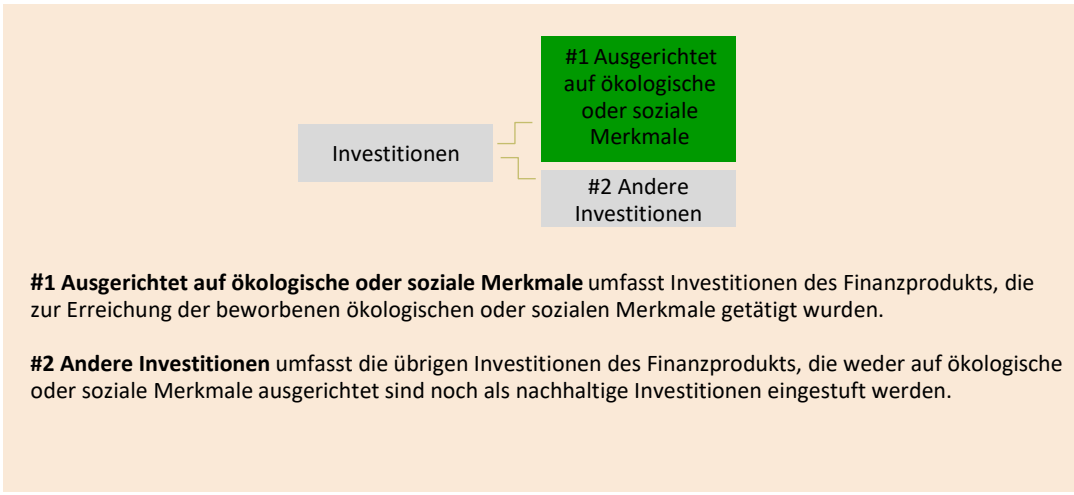 #1 Ausgerichtet
auf ökologische
oder soziale
Merkmale
Investitionen
#2 Andere
Investitionen
#1 Ausgerichtet auf ökologische oder soziale Merkmale umfasst Investitionen des Finanzprodukts, die
zur Erreichung der beworbenen ökologischen oder sozialen Merkmale getätigt wurden.
#2 Andere Investitionen umfasst die übrigen Investitionen des Finanzprodukts, die weder auf ökologische
oder soziale Merkmale ausgerichtet sind noch als nachhaltige Investitionen eingestuft werden.